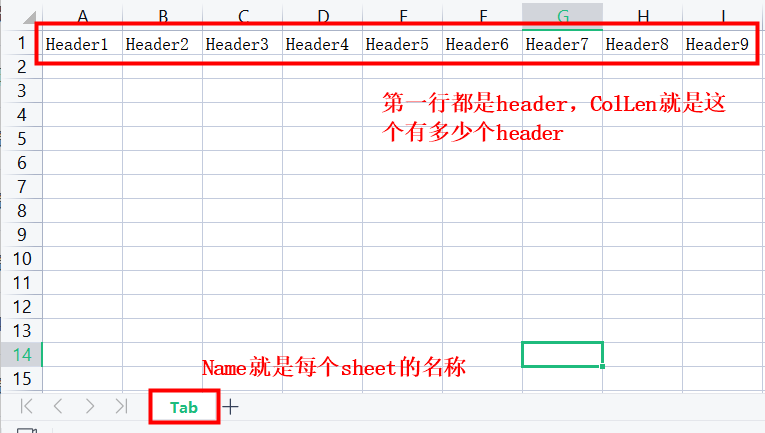 A B C D E F G H I
1 Header1 Header2 Header3 Header4 Header5 Header6 Header7 Header8 Header9
2
3
第一行都是header，ColLen就是这
4
个有多少个header
5
6
7
8
9
10
11
12
13
14
Name就是每个sheet的名称
15
Tab